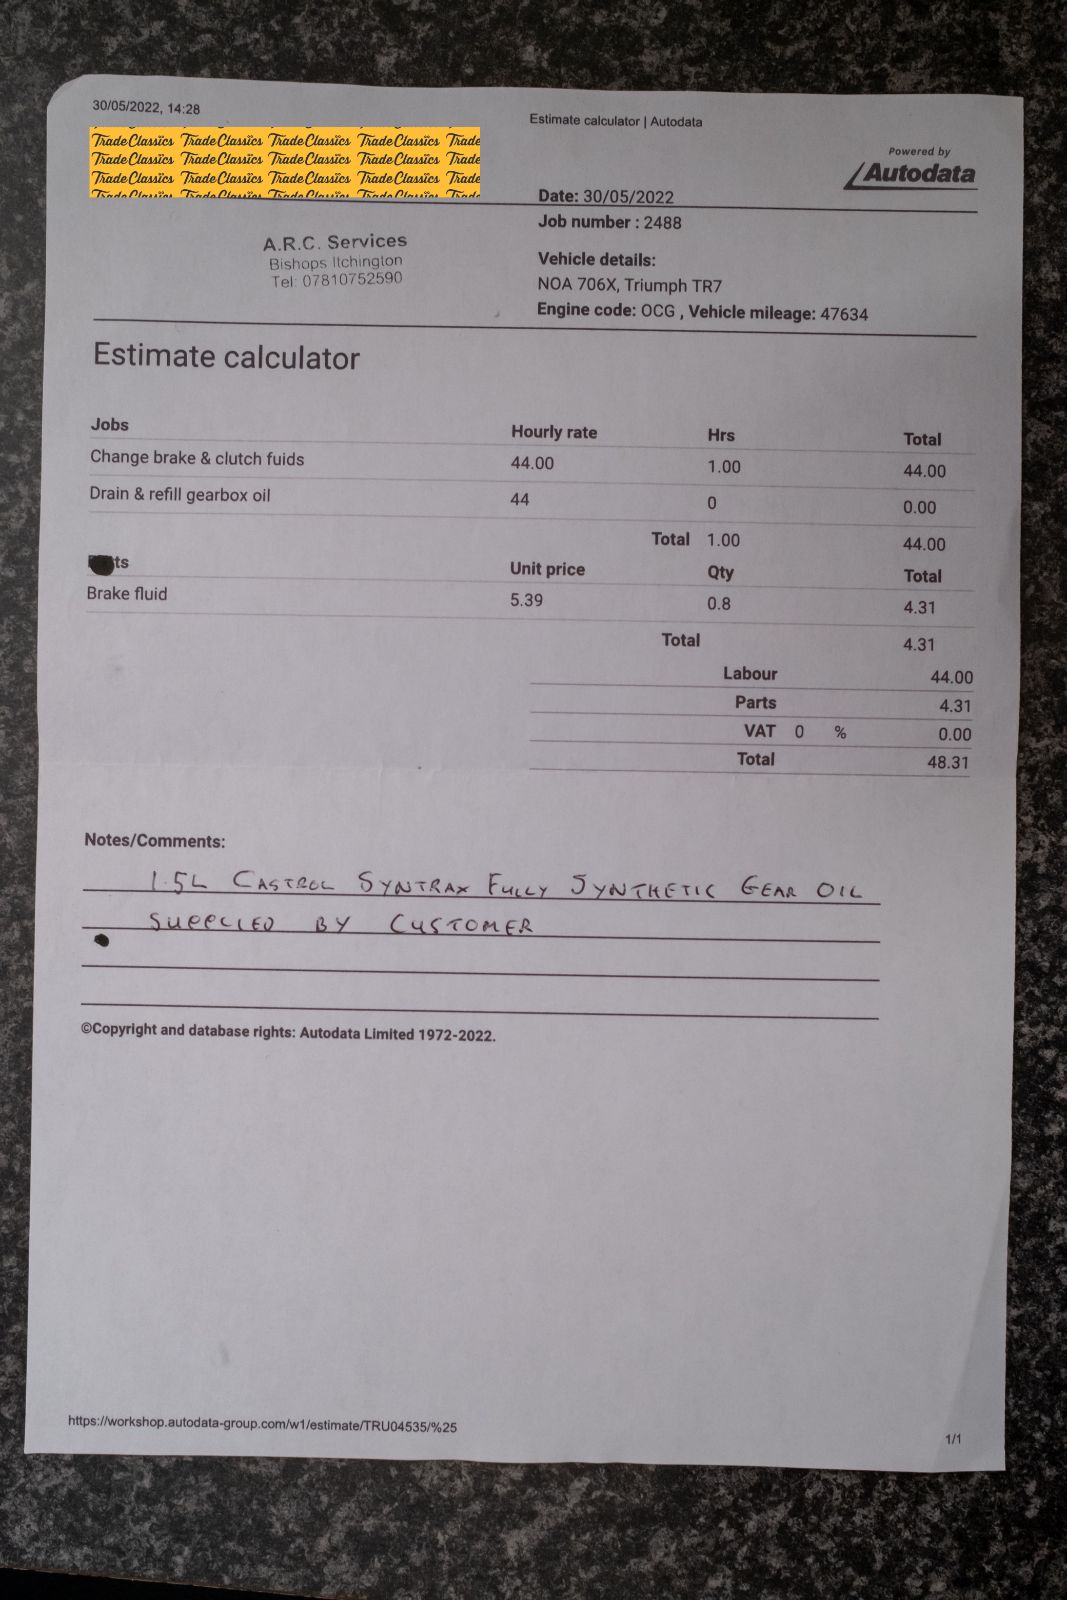 30/05/2022, 14:28
Estimate calculator | Autodata
TradeClassics TradeClassics TradeClassics TradeClassics Trade
TradeClassics TradeClassics TradeClassics TradeClassics Trade
TradeClassics TradeClassics TradeClassics TradeClassics Trade
TradeClassics TradeClassics TradeClassics TradeClassics Trade
Powered by
Autodata
Date: 30/05/2022
Job number : 2488
A.R.C. Services
Bishops Itchington
Tel: 07810752590
Vehicle details:
NOA 706X, Triumph TR7
Engine code: OCG , Vehicle mileage: 47634
Estimate calculator
Jobs Hourly rate Hrs Total
Change brake & clutch fuids 44.00 1.00 44.00
Drain & refill gearbox oil 44 0 0.00
Total 1.00 44.00
ts Unit price Qty Total
Brake fluid 5.39 0.8 4.31
Total 4.31
Labour 44.00
Parts 4.31
VAT 0 % 0.00
Total 48.31
Notes/Comments:
1.5L CASTROL SYNTRAX FULLY SYNTHETIC GEAR OIL
SUPPLIED BY CUSTOMER
©Copyright and database rights: Autodata Limited 1972-2022.
https://workshop.autodata-group.com/w1/estimate/TRU04535/%25
1/1